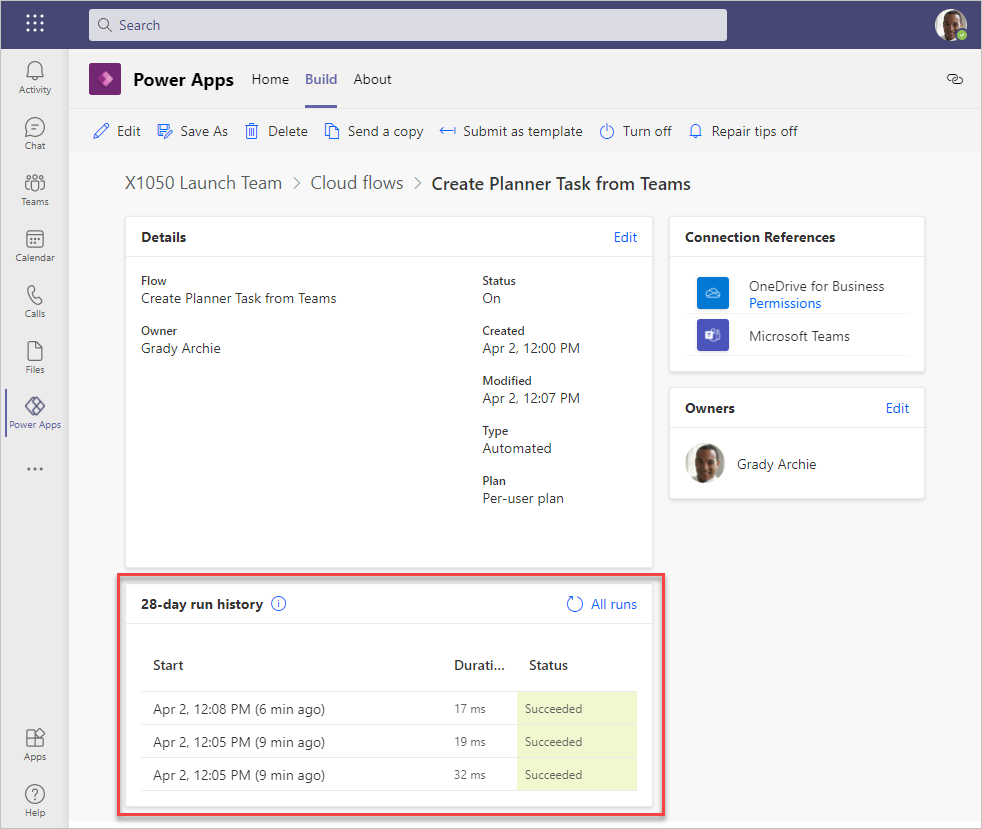 Search
Activity
Chat
Teams
Calendar
Calls
Files
Power Apps
Apps
Help
Power Apps Home Build About
Edit Save As Delete Send a copy Submit as template Turn off Repair tips off
X1050 Launch Team > Cloud flows > Create Planner Task from Teams
Details Edit
Flow
Create Planner Task from Teams
Owner
Grady Archie
Status
On
Created
Apr 2, 12:00 PM
Modified
Apr 2, 12:07 PM
Type
Automated
Plan
Per-user plan
Connection References
OneDrive for Business
Permissions
Microsoft Teams
Owners Edit
Grady Archie
28-day run history All runs
Start Durati... Status
Apr 2, 12:08 PM (6 min ago) 17 ms Succeeded
Apr 2, 12:05 PM (9 min ago) 19 ms Succeeded
Apr 2, 12:05 PM (9 min ago) 32 ms Succeeded